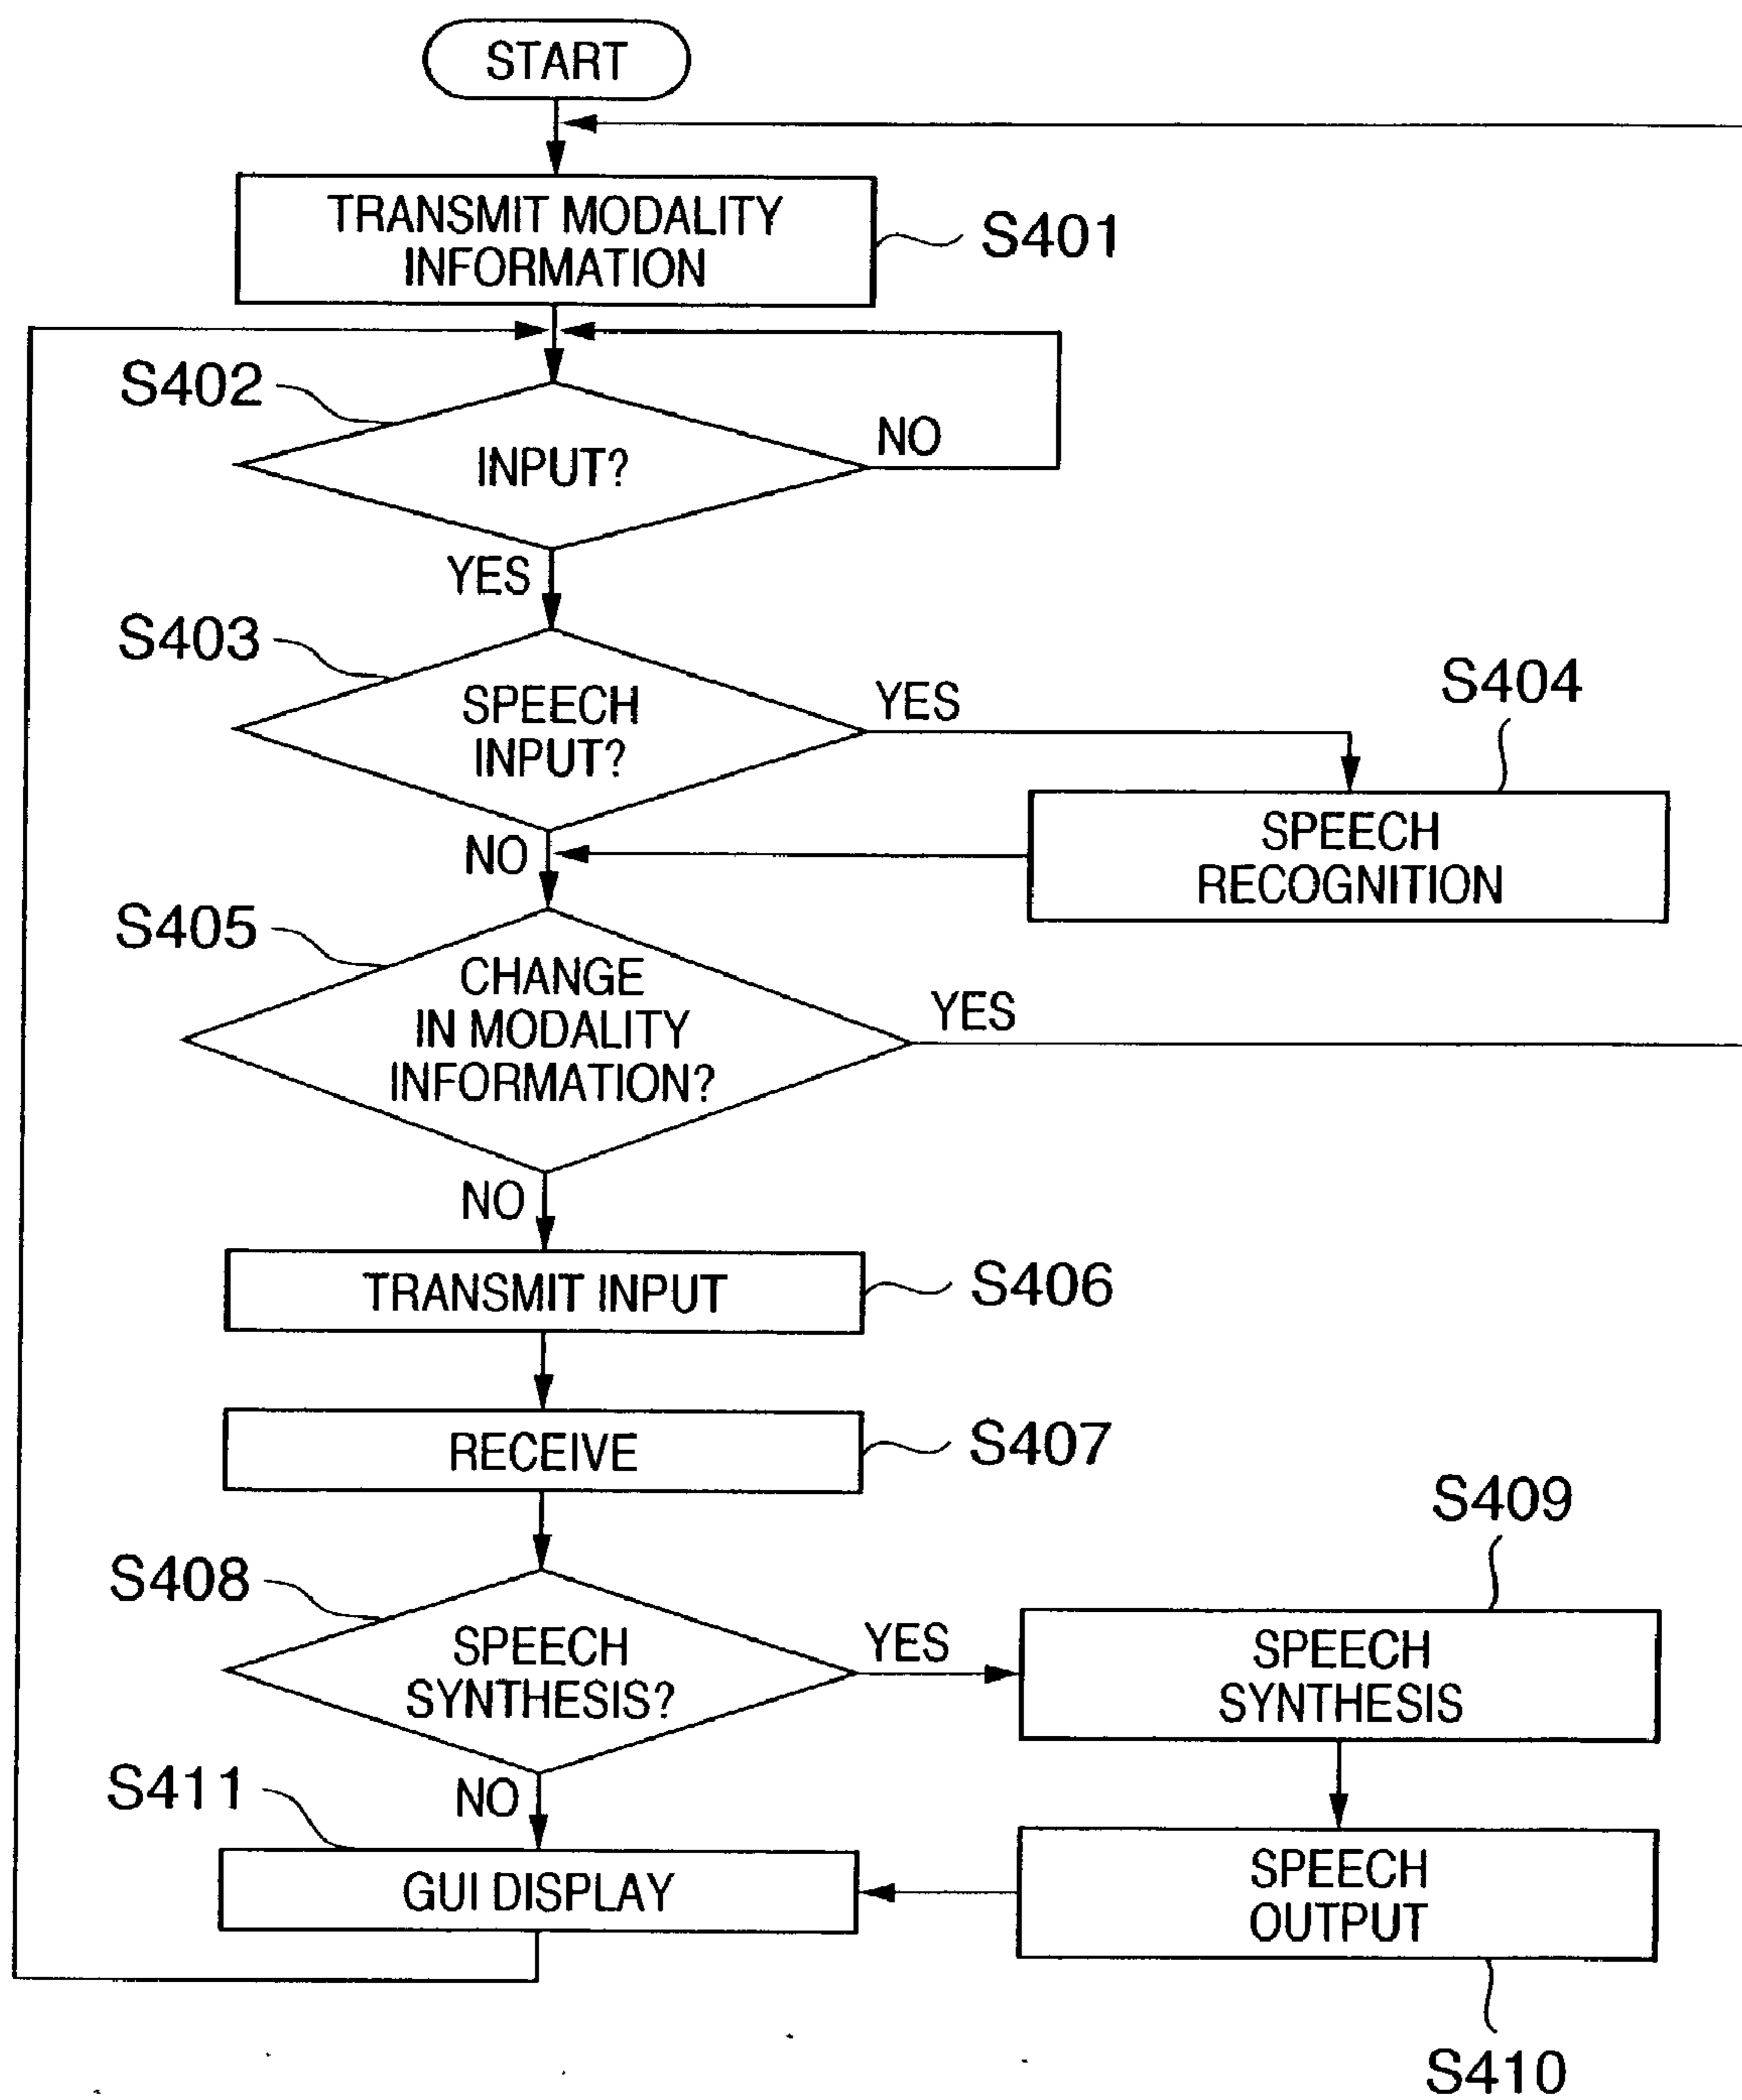 START
TRANSMIT MODALITY
INFORMATION
S401
S402
INPUT?
NO
YES
S403
SPEECH
INPUT?
YES
S404
SPEECH
RECOGNITION
NO
S405
CHANGE
IN MODALITY
INFORMATION?
YES
NO
TRANSMIT INPUT
S406
RECEIVE
S407
S408
SPEECH
SYNTHESIS?
YES
S409
SPEECH
SYNTHESIS
NO
S411
GUI DISPLAY
SPEECH
OUTPUT
S410